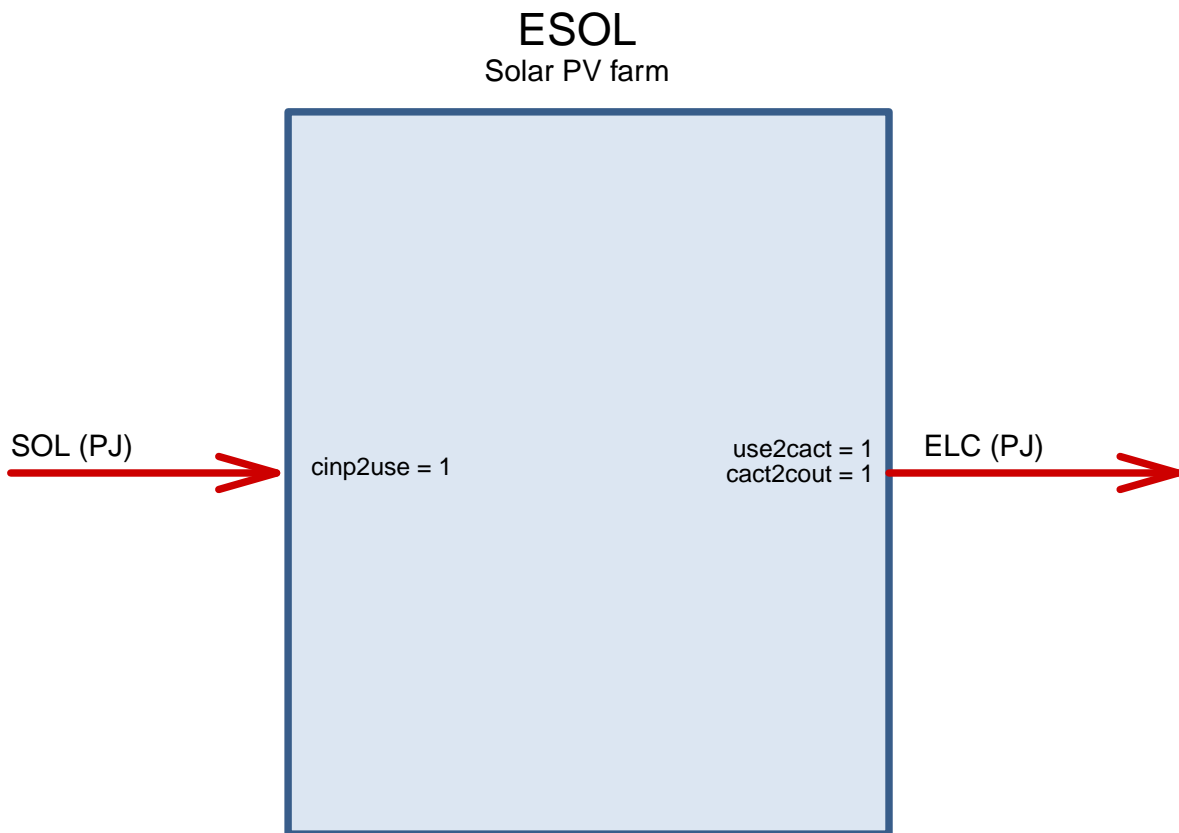 ESOL
Solar PV farm
SOL (PJ)
cinp2use = 1
use2cact = 1
cact2cout = 1
ELC (PJ)